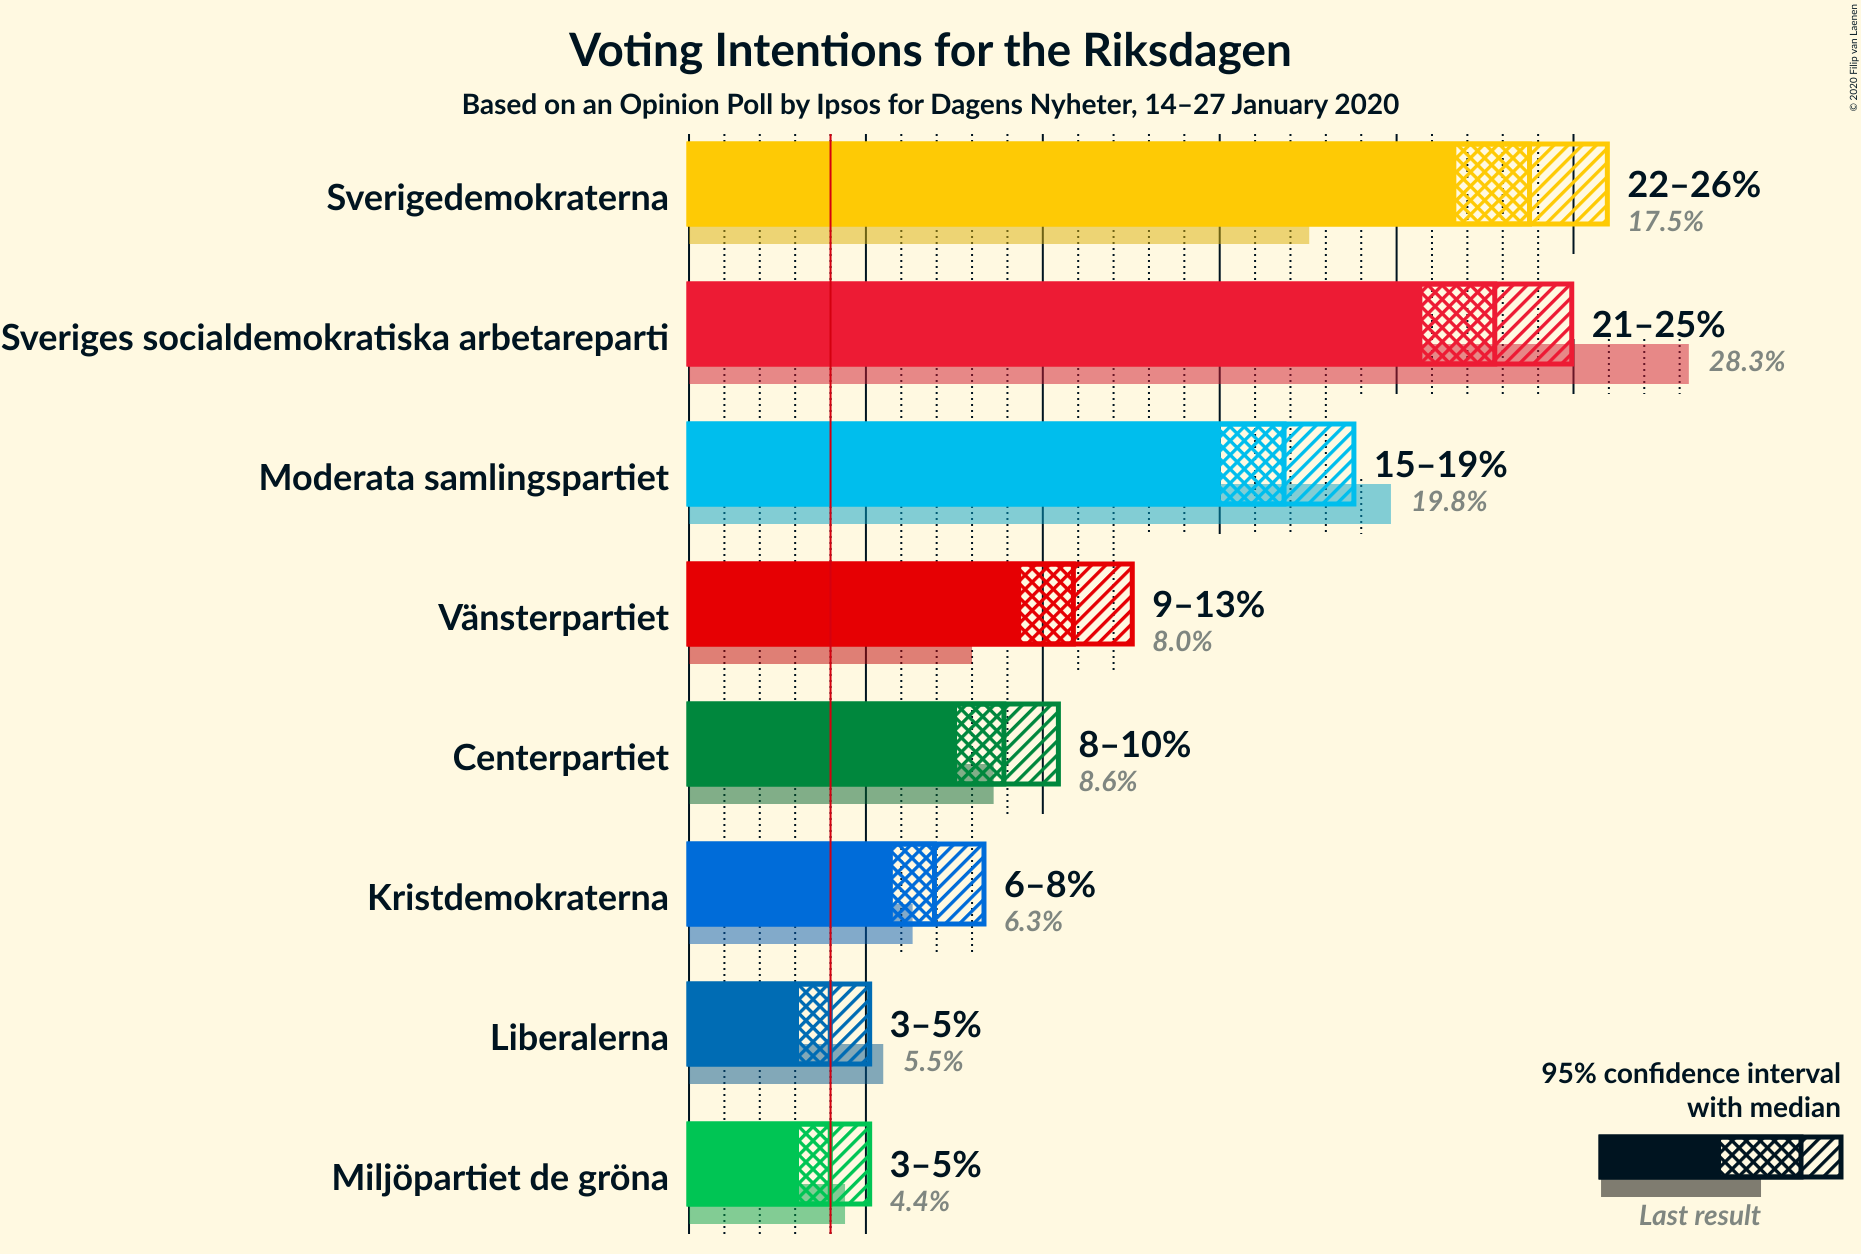 Voting Intentions for the Riksdagen
Based on an Opinion Poll by Ipsos for Dagens Nyheter, 14–27 January 2020
© 2020 Filip van Laenen
Sverigedemokraterna
22–26%
17.5%
Sveriges socialdemokratiska arbetareparti
21–25%
28.3%
Moderata samlingspartiet
15–19%
19.8%
Vänsterpartiet
9–13%
8.0%
Centerpartiet
8–10%
8.6%
Kristdemokraterna
6–8%
6.3%
Liberalerna
3–5%
5.5%
Miljöpartiet de gröna
3–5%
4.4%
95% confidence interval
with median
Last result